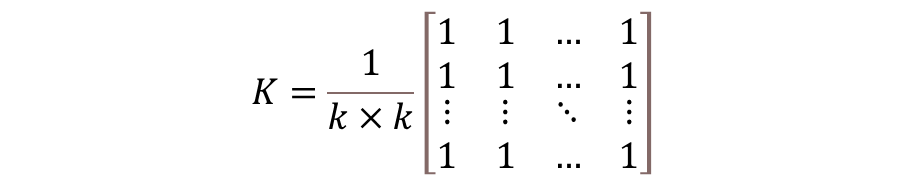 K = 1 / k × k [ 1 1 … 1
1 1 … 1
⋮ ⋮ ⋱ ⋮
1 1 … 1 ]